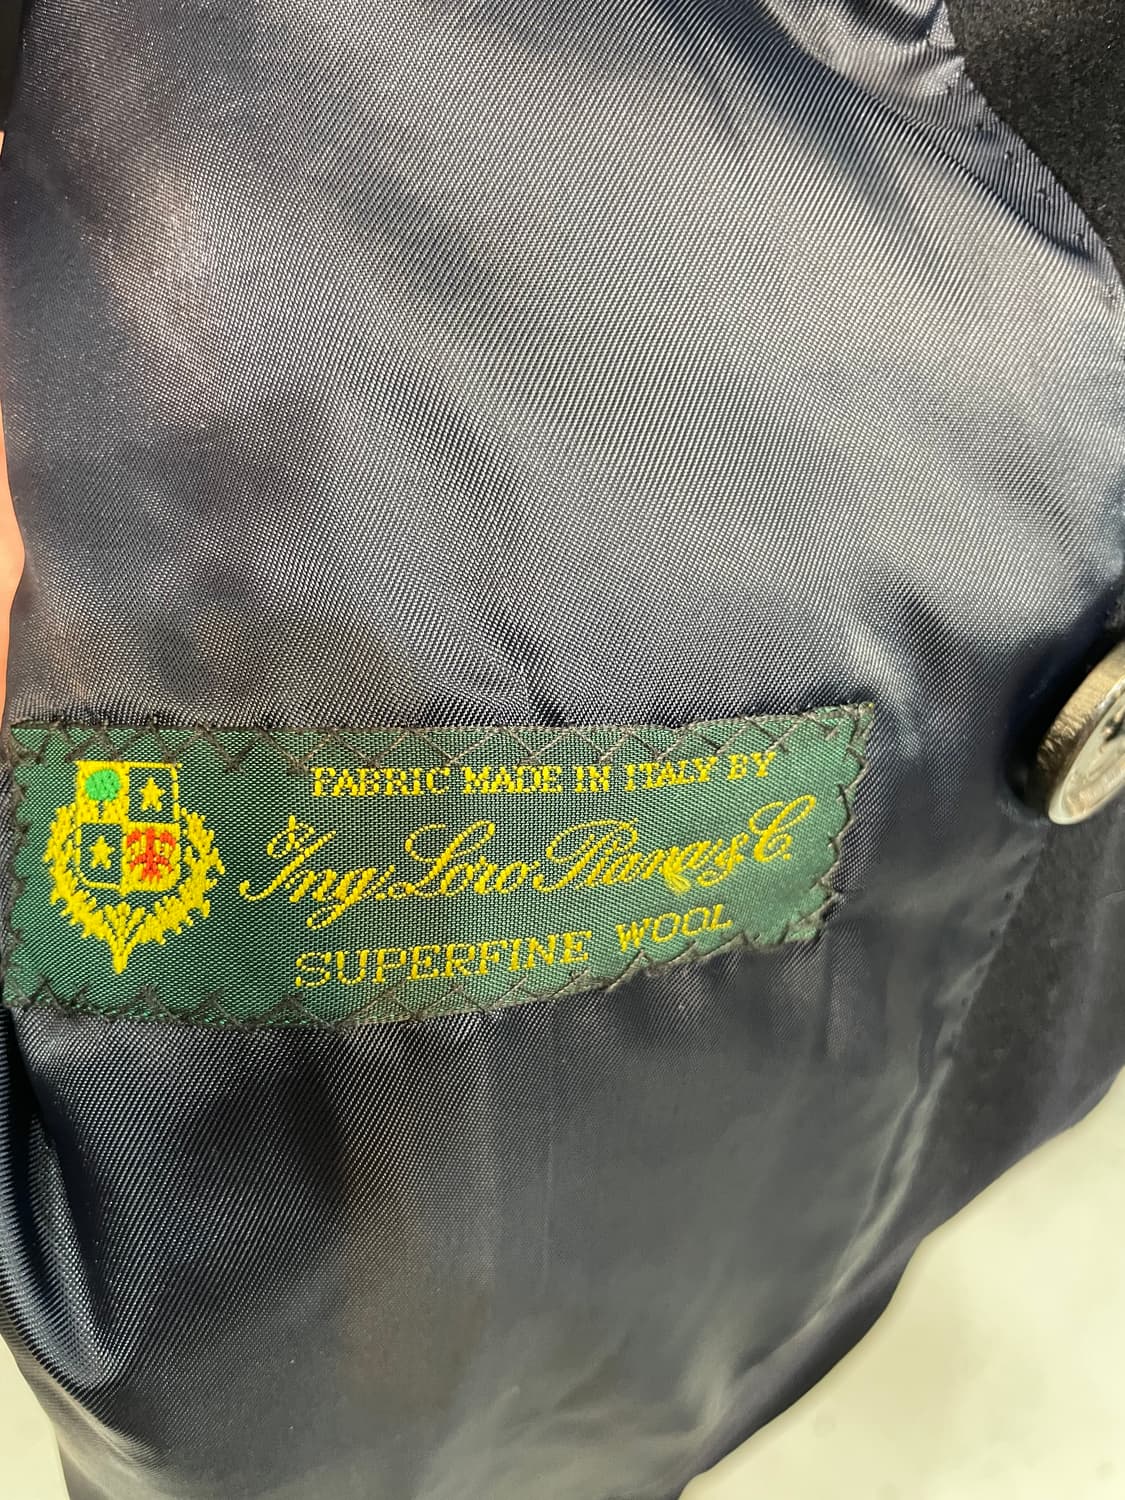 FABRIC MADE IN ITALY BY
Ing. Loro Piana & C.
SUPERFINE WOOL